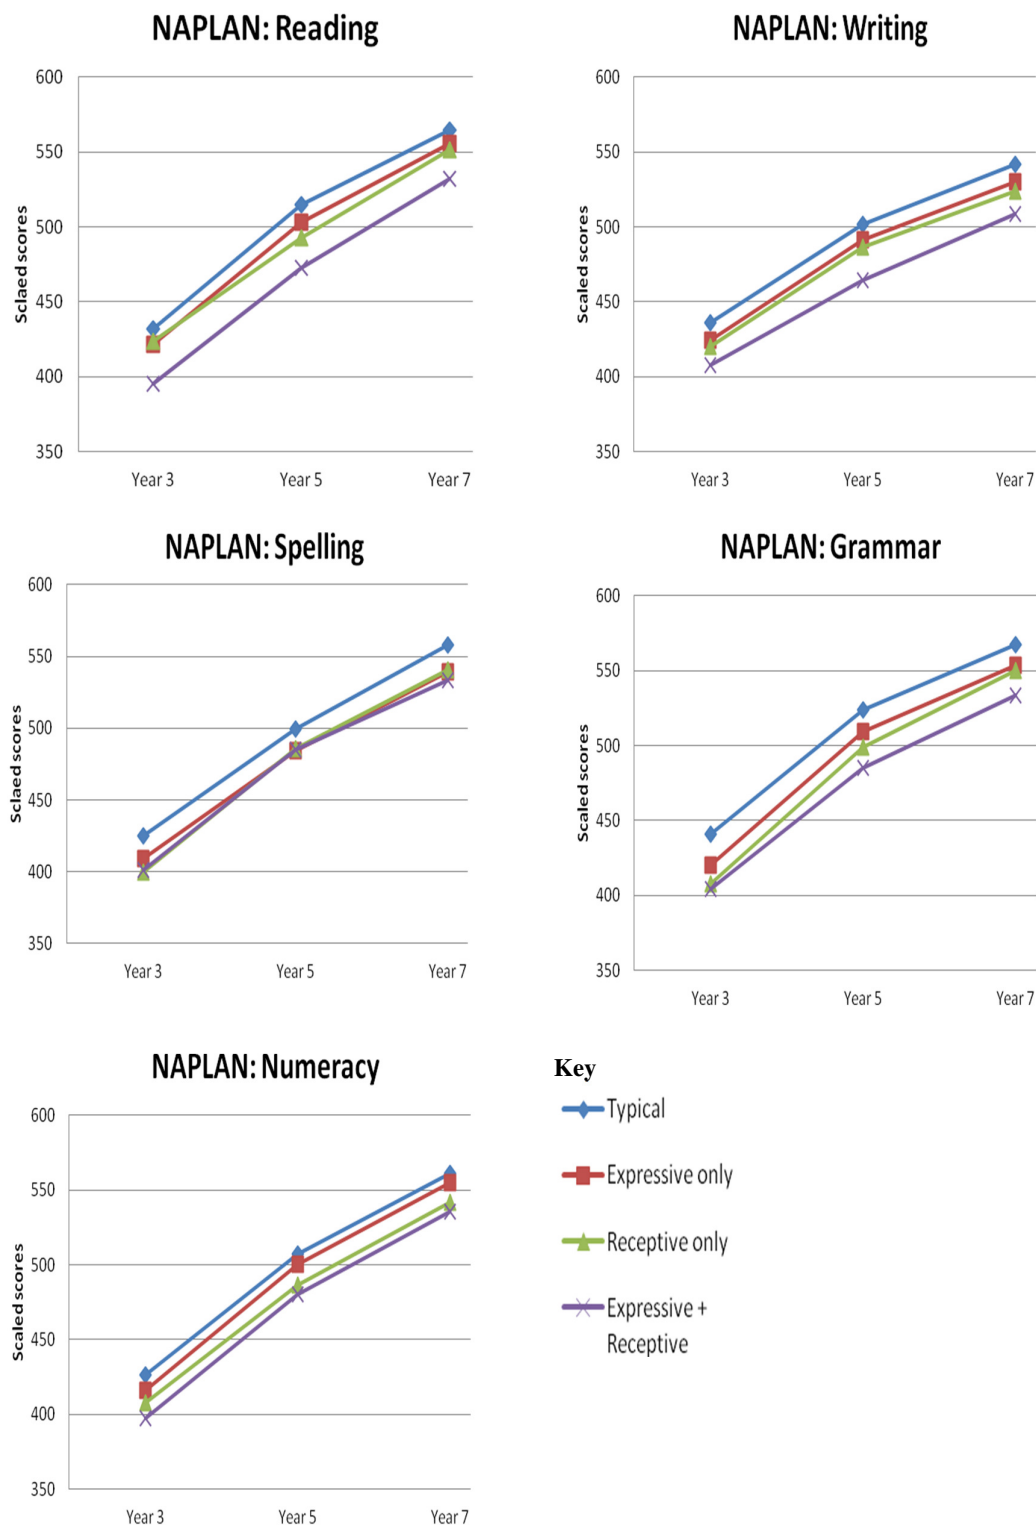 NAPLAN: Reading
600
550
500
450
400
350
Sclaed scores
Year 3 Year 5 Year 7
NAPLAN: Writing
600
550
500
450
400
350
Scaled scores
Year 3 Year 5 Year 7
NAPLAN: Spelling
600
550
500
450
400
350
Sclaed scores
Year 3 Year 5 Year 7
NAPLAN: Grammar
600
550
500
450
400
350
Scaled scores
Year 3 Year 5 Year 7
NAPLAN: Numeracy
600
550
500
450
400
350
Scaled scores
Year 3 Year 5 Year 7
Key
Typical
Expressive only
Receptive only
Expressive +
Receptive